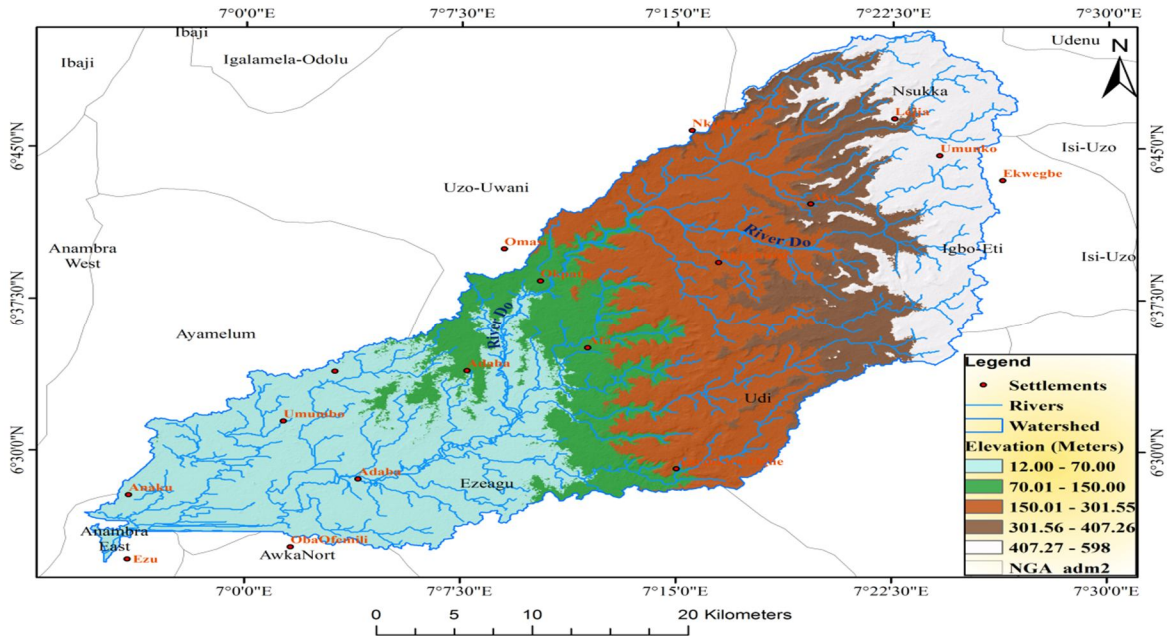 7°0'0"E 7°7'30"E 7°15'0"E 7°22'30"E 7°30'0"E
Ibaji
Udenu
N
Ibaji
Igalamela-Odolu
Nsukka
6°45'0"N
6°45'0"N
Isi-Uzo
Umunko
Ekwegbe
Uzo-Uwani
River Do
Anambra
West
Igbo-Eti
Isi-Uzo
6°37'30"N
6°37'30"N
River Do
Ayamelum
Adaba
Udi
Umumbo
6°30'0"N
6°30'0"N
Adaba
Ezeagu
Anaku
Anambra
East
ObaOfemili
AwkaNort
Ezu
Legend
Settlements
Rivers
Watershed
Elevation (Meters)
12.00 - 70.00
70.01 - 150.00
150.01 - 301.55
301.56 - 407.26
407.27 - 598
NGA_adm2
7°0'0"E 7°7'30"E 7°15'0"E 7°22'30"E 7°30'0"E
0 5 10 20 Kilometers